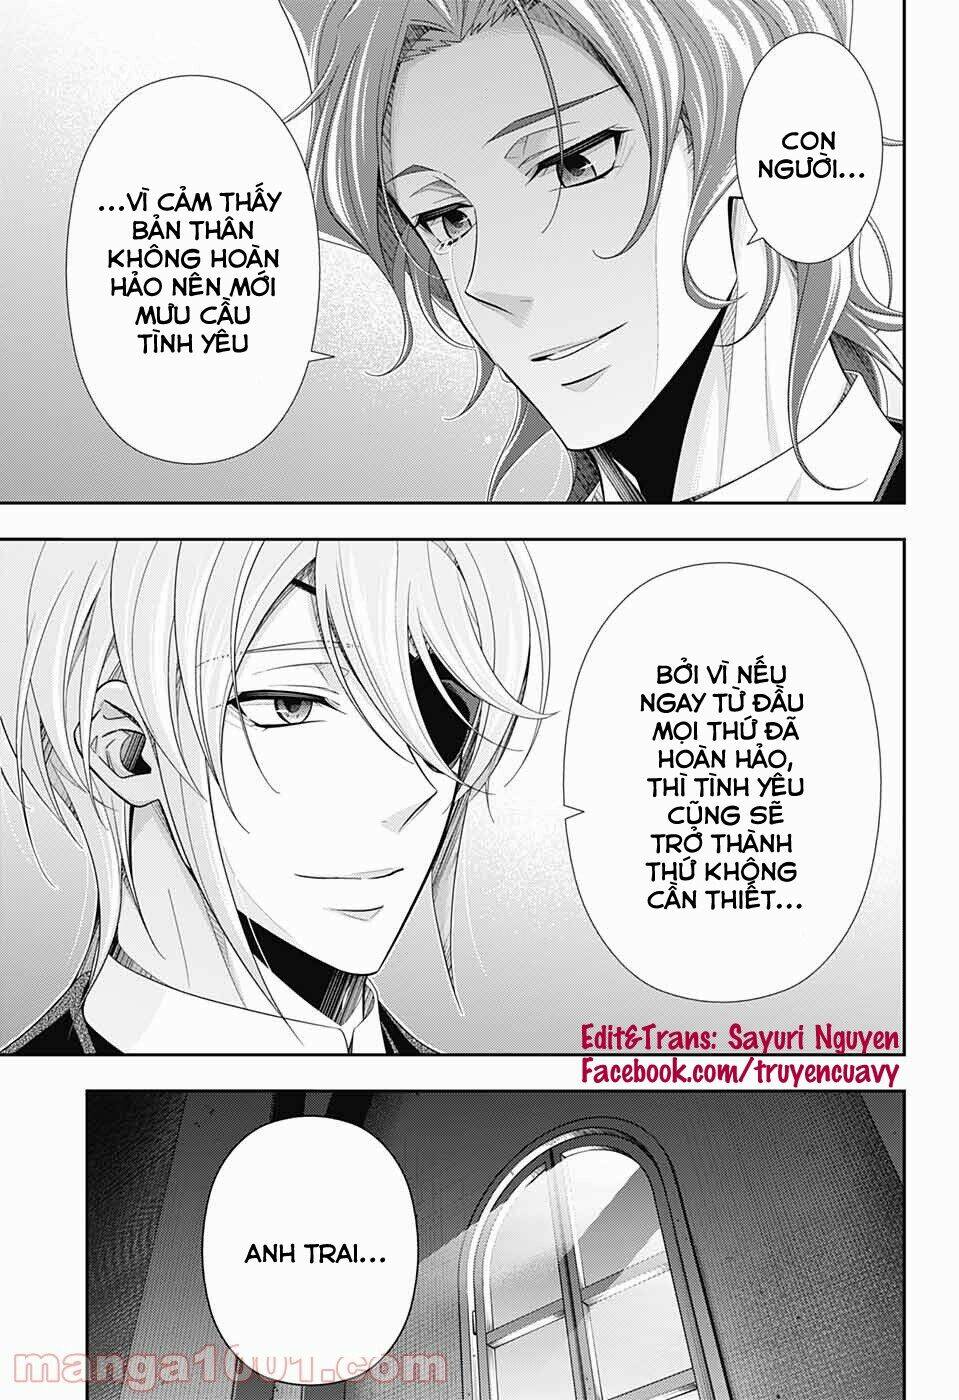 CON
NGƯỜI...
...VÌ CẢM THẤY
BẢN THÂN
KHÔNG HOÀN
HẢO NÊN MỚI
MƯU CẦU
TÌNH YÊU
BỞI VÌ NẾU
NGAY TỪ ĐẦU
MỌI THỨ ĐÃ
HOÀN HẢO,
THÌ TÌNH YÊU
CŨNG SẼ
TRỞ THÀNH
THỨ KHÔNG
CẦN THIẾT...
Edit&Trans: Sayuri Nguyen
Facebook.com/truyencuavy
ANH TRAI...
manga1001.com